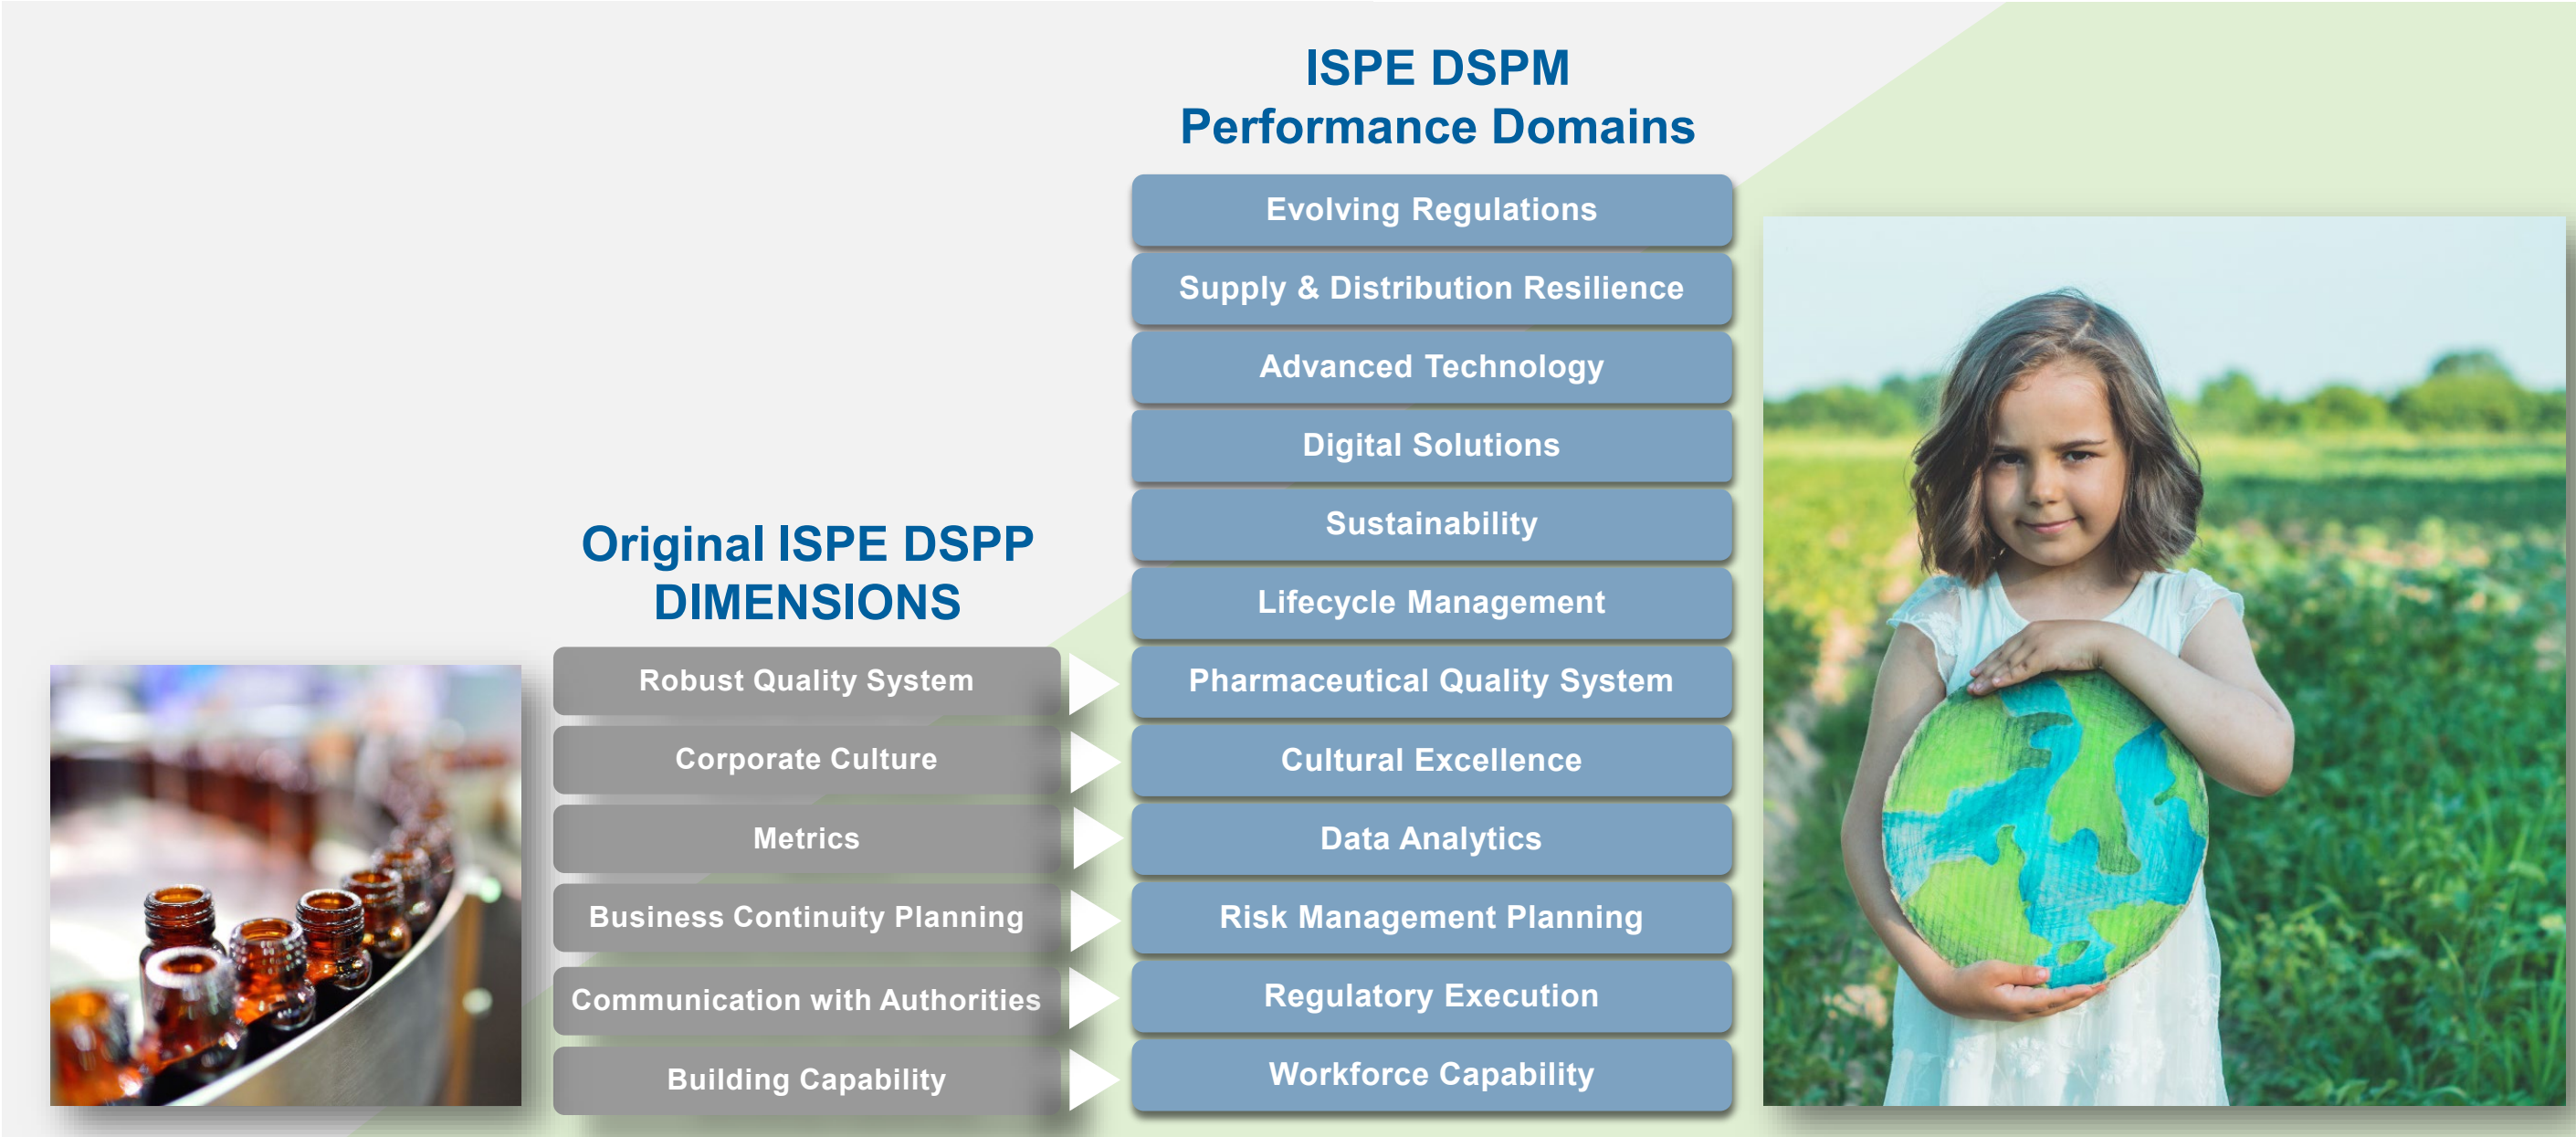 ISPE DSPM
Performance Domains
Evolving Regulations
Supply & Distribution Resilience
Advanced Technology
Digital Solutions
Sustainability
Lifecycle Management
Original ISPE DSPP
DIMENSIONS
Robust Quality System
Pharmaceutical Quality System
Corporate Culture
Cultural Excellence
Metrics
Data Analytics
Business Continuity Planning
Risk Management Planning
Communication with Authorities
Regulatory Execution
Building Capability
Workforce Capability